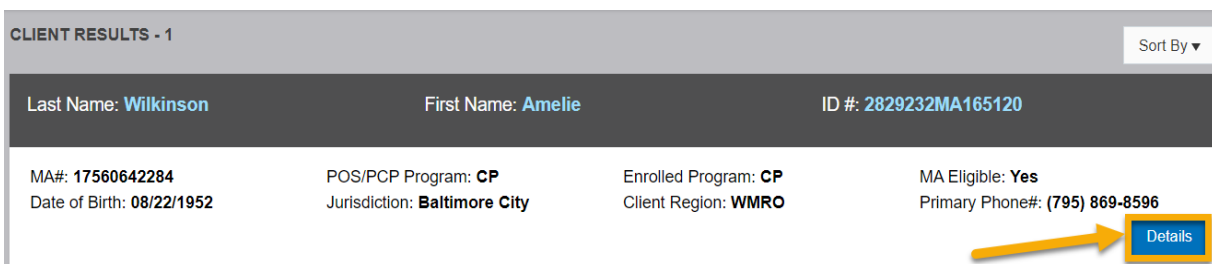 CLIENT RESULTS - 1
Sort By ▾
Last Name: Wilkinson First Name: Amelie ID #: 2829232MA165120
MA#: 17560642284 POS/PCP Program: CP Enrolled Program: CP MA Eligible: Yes
Date of Birth: 08/22/1952 Jurisdiction: Baltimore City Client Region: WMRO Primary Phone#: (795) 869-8596
Details